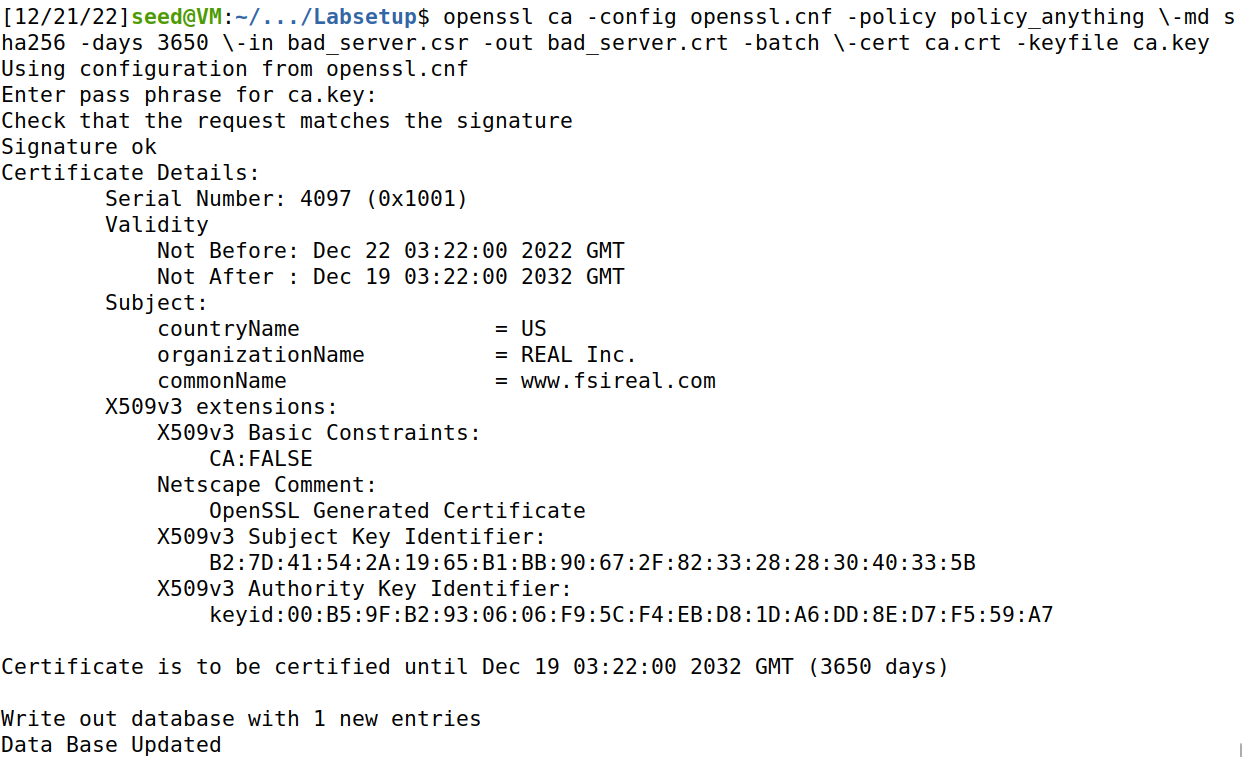 [12/21/22]seed@VM:~/.../Labsetup$ openssl ca -config openssl.cnf -policy policy_anything \-md s
ha256 -days 3650 \-in bad_server.csr -out bad_server.crt -batch \-cert ca.crt -keyfile ca.key
Using configuration from openssl.cnf
Enter pass phrase for ca.key:
Check that the request matches the signature
Signature ok
Certificate Details:
        Serial Number: 4097 (0x1001)
        Validity
            Not Before: Dec 22 03:22:00 2022 GMT
            Not After : Dec 19 03:22:00 2032 GMT
        Subject:
            countryName               = US
            organizationName          = REAL Inc.
            commonName                = www.fsireal.com
        X509v3 extensions:
            X509v3 Basic Constraints:
                CA:FALSE
            Netscape Comment:
                OpenSSL Generated Certificate
            X509v3 Subject Key Identifier:
                B2:7D:41:54:2A:19:65:B1:BB:90:67:2F:82:33:28:28:30:40:33:5B
            X509v3 Authority Key Identifier:
                keyid:00:B5:9F:B2:93:06:06:F9:5C:F4:EB:D8:1D:A6:DD:8E:D7:F5:59:A7

Certificate is to be certified until Dec 19 03:22:00 2032 GMT (3650 days)

Write out database with 1 new entries
Data Base Updated